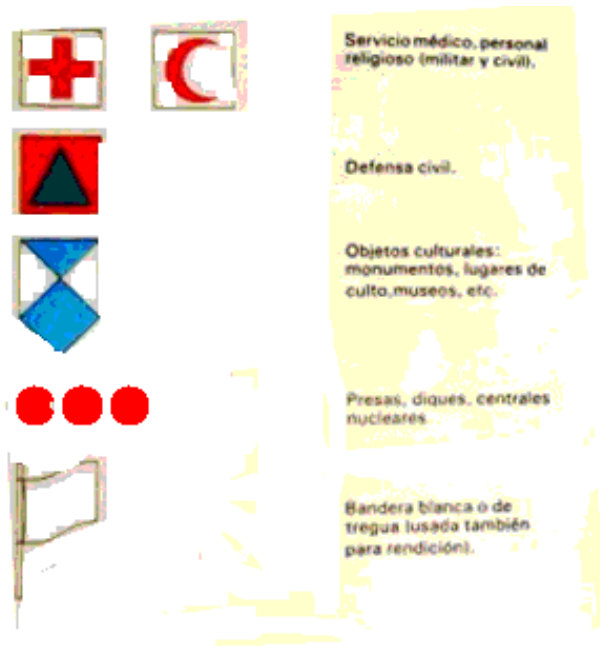 Servicio médico, personal
religioso (militar y civil).
Defensa civil.
Objetos culturales:
monumentos, lugares de
culto,museos, etc.
Presas, diques, centrales
nucleares
Bandera blanca o de
tregua (usada también
para rendición).